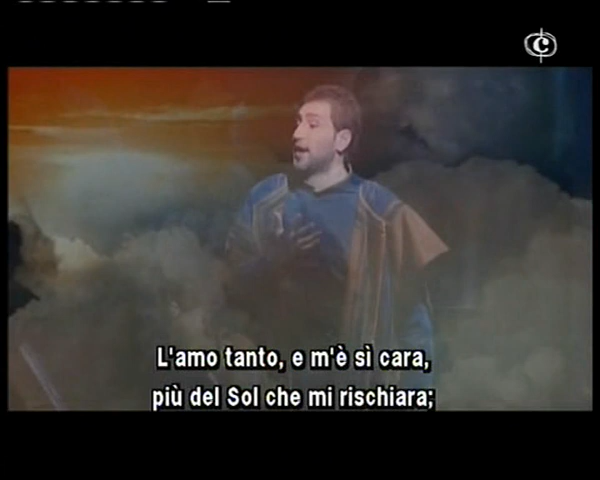 L'amo tanto, e m'è sì cara,
più del Sol che mi rischiara;